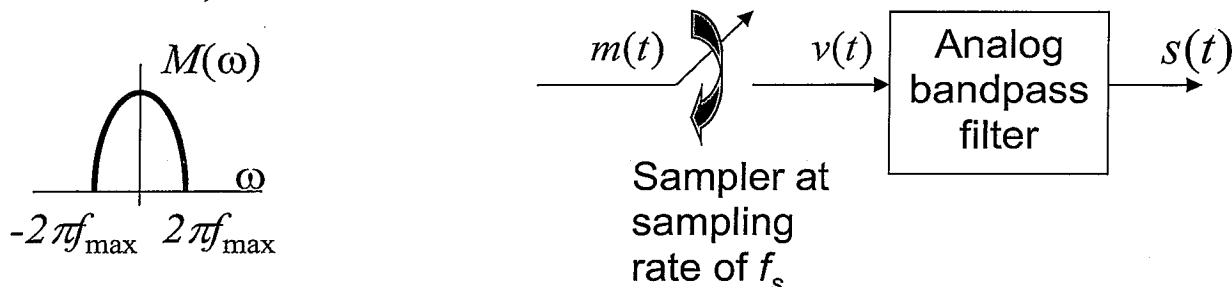 M(ω)
ω
-2πf_max 2πf_max
m(t)
v(t)
Analog
bandpass
filter
s(t)
Sampler at
sampling
rate of f_s